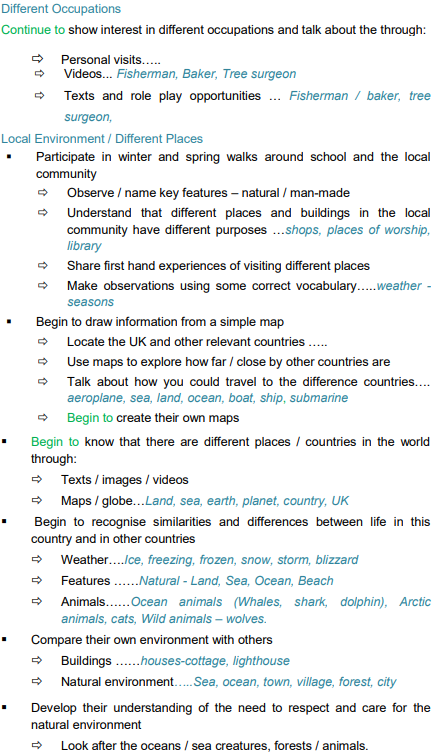 Different Occupations
Continue to show interest in different occupations and talk about the through:
⇨ Personal visits…..
⇨ Videos... Fisherman, Baker, Tree surgeon
⇨ Texts and role play opportunities … Fisherman / baker, tree
surgeon,
Local Environment / Different Places
▪ Participate in winter and spring walks around school and the local
community
⇨ Observe / name key features – natural / man-made
⇨ Understand that different places and buildings in the local
community have different purposes …shops, places of worship,
library
⇨ Share first hand experiences of visiting different places
⇨ Make observations using some correct vocabulary…..weather -
seasons
▪ Begin to draw information from a simple map
⇨ Locate the UK and other relevant countries …..
⇨ Use maps to explore how far / close by other countries are
⇨ Talk about how you could travel to the difference countries….
aeroplane, sea, land, ocean, boat, ship, submarine
⇨ Begin to create their own maps
▪ Begin to know that there are different places / countries in the world
through:
⇨ Texts / images / videos
⇨ Maps / globe…Land, sea, earth, planet, country, UK
▪ Begin to recognise similarities and differences between life in this
country and in other countries
⇨ Weather….Ice, freezing, frozen, snow, storm, blizzard
⇨ Features ……Natural - Land, Sea, Ocean, Beach
⇨ Animals……Ocean animals (Whales, shark, dolphin), Arctic
animals, cats, Wild animals – wolves.
▪ Compare their own environment with others
⇨ Buildings ……houses-cottage, lighthouse
⇨ Natural environment…..Sea, ocean, town, village, forest, city
▪ Develop their understanding of the need to respect and care for the
natural environment
⇨ Look after the oceans / sea creatures, forests / animals.